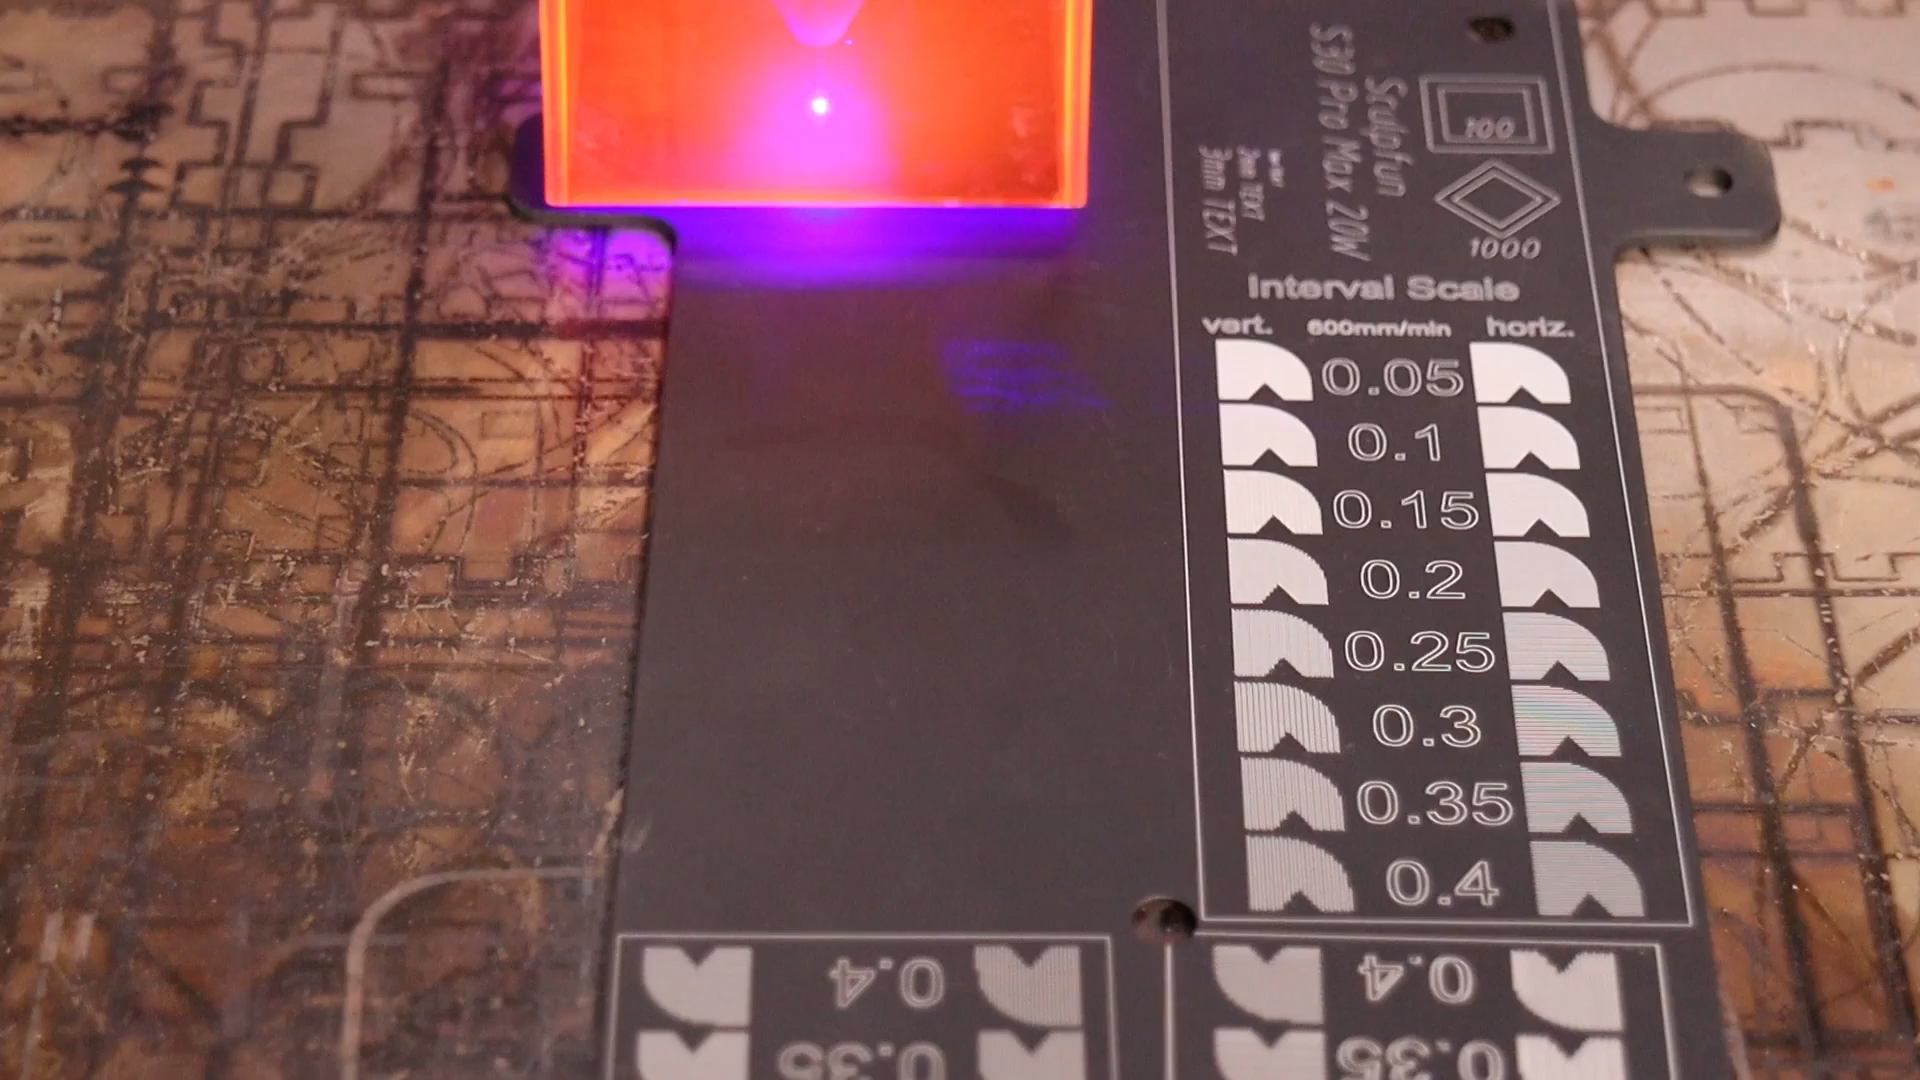 Sculpfun
S30 Pro Max 20W
2mm TEXT
3mm TEXT
100
1000
Interval Scale
vert. 600mm/min horiz.
0.05
0.1
0.15
0.2
0.25
0.3
0.35
0.4
0.4
0.35
0.4
0.35